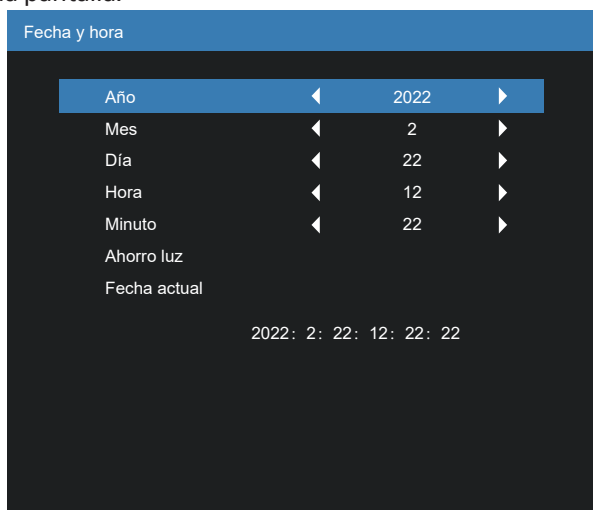 Fecha y hora
Año 2022
Mes 2
Día 22
Hora 12
Minuto 22
Ahorro luz
Fecha actual
2022: 2: 22: 12: 22: 22